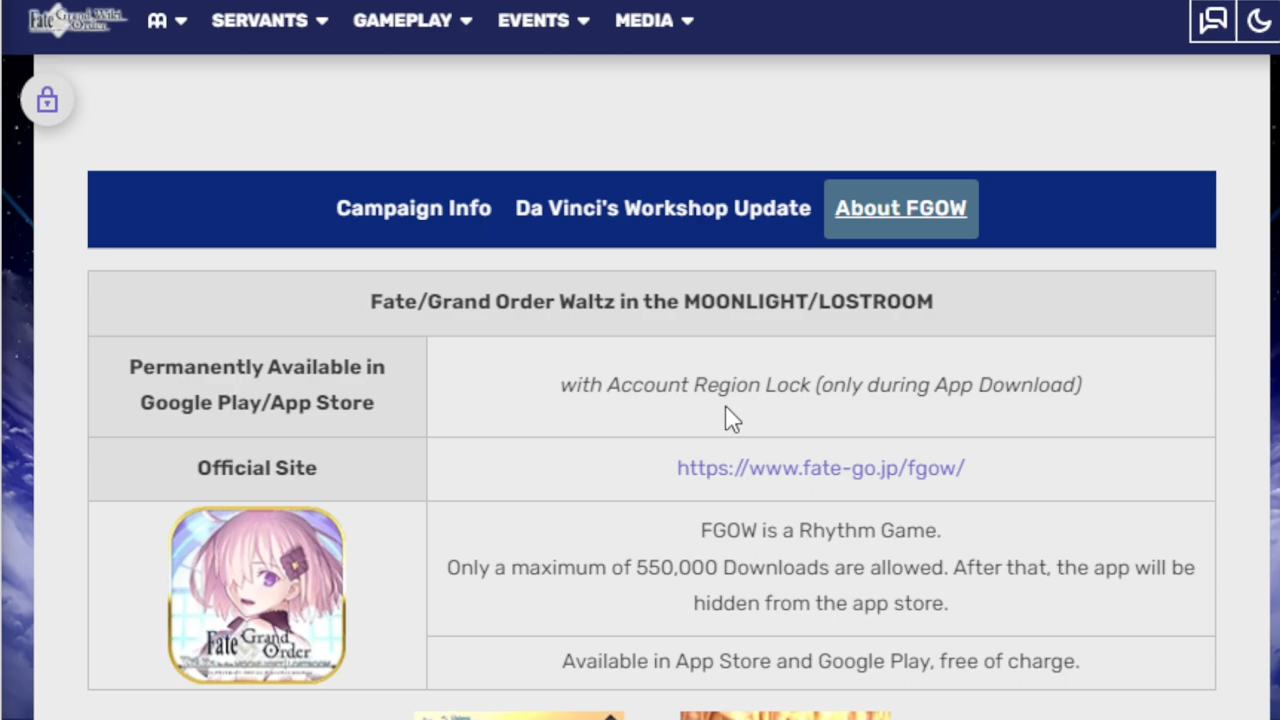 Fate Grand Wiki
Order
SERVANTS GAMEPLAY EVENTS MEDIA
Campaign Info Da Vinci's Workshop Update About FGOW
Fate/Grand Order Waltz in the MOONLIGHT/LOSTROOM
Permanently Available in
Google Play/App Store
with Account Region Lock (only during App Download)
Official Site
https://www.fate-go.jp/fgow/
FGOW is a Rhythm Game.
Only a maximum of 550,000 Downloads are allowed. After that, the app will be
hidden from the app store.
Fate Grand
Order
Available in App Store and Google Play, free of charge.